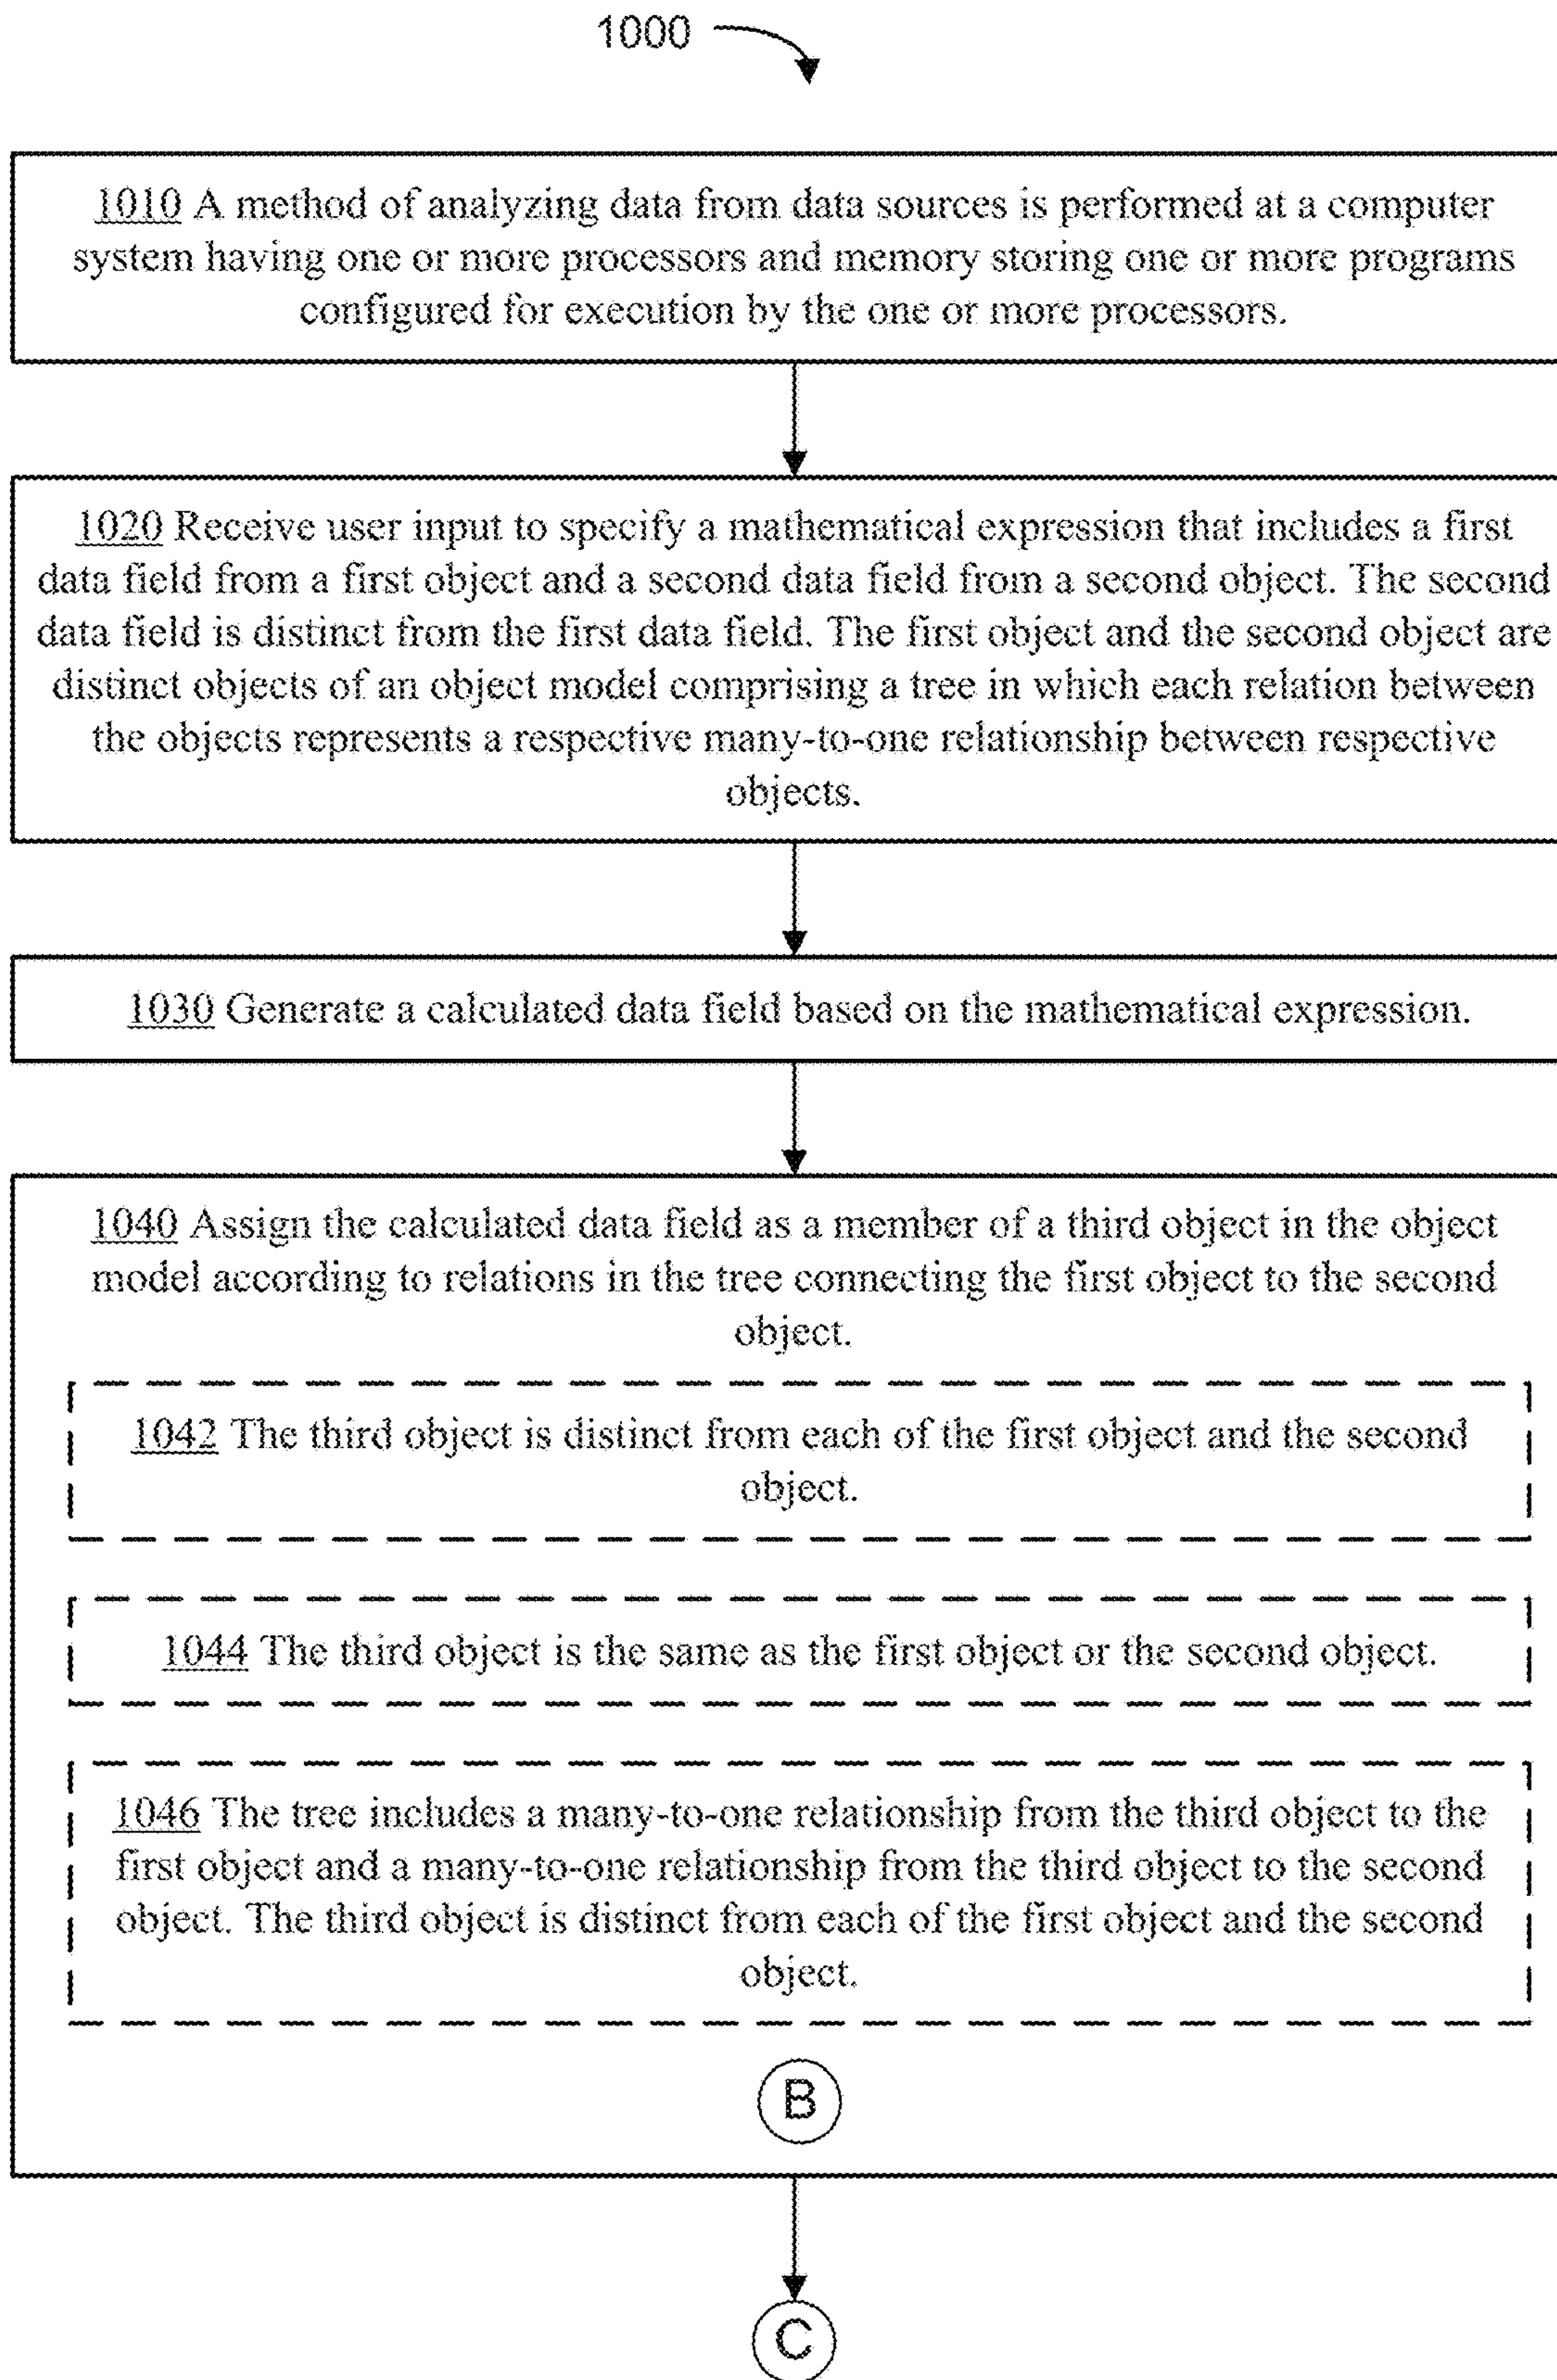 1000
1010 A method of analyzing data from data sources is performed at a computer
system having one or more processors and memory storing one or more programs
configured for execution by the one or more processors.
1020 Receive user input to specify a mathematical expression that includes a first
data field from a first object and a second data field from a second object. The second
data field is distinct from the first data field. The first object and the second object are
distinct objects of an object model comprising a tree in which each relation between
the objects represents a respective many-to-one relationship between respective
objects.
1030 Generate a calculated data field based on the mathematical expression.
1040 Assign the calculated data field as a member of a third object in the object
model according to relations in the tree connecting the first object to the second
object.
1042 The third object is distinct from each of the first object and the second
object.
1044 The third object is the same as the first object or the second object.
1046 The tree includes a many-to-one relationship from the third object to the
first object and a many-to-one relationship from the third object to the second
object. The third object is distinct from each of the first object and the second
object.
B
C